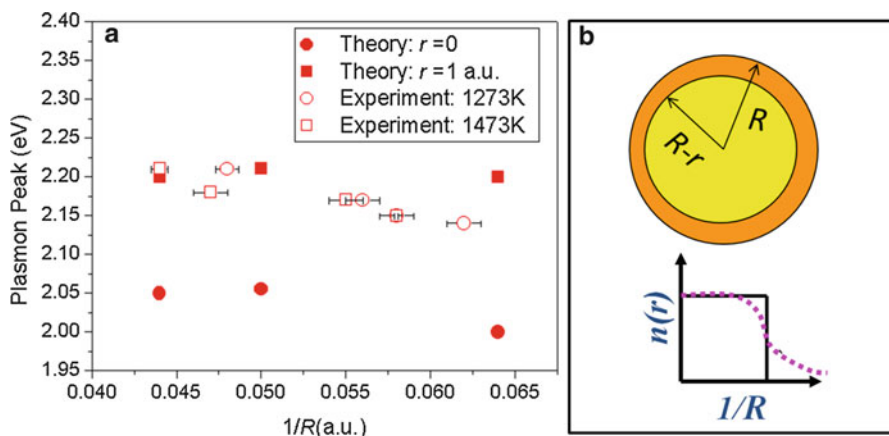 a
Theory: r=0
Theory: r=1 a.u.
Experiment: 1273K
Experiment: 1473K
Plasmon Peak (eV)
2.40
2.35
2.30
2.25
2.20
2.15
2.10
2.05
2.00
1.95
0.040 0.045 0.050 0.055 0.060 0.065
1/R(a.u.)
b
R
R-r
n(r)
1/R